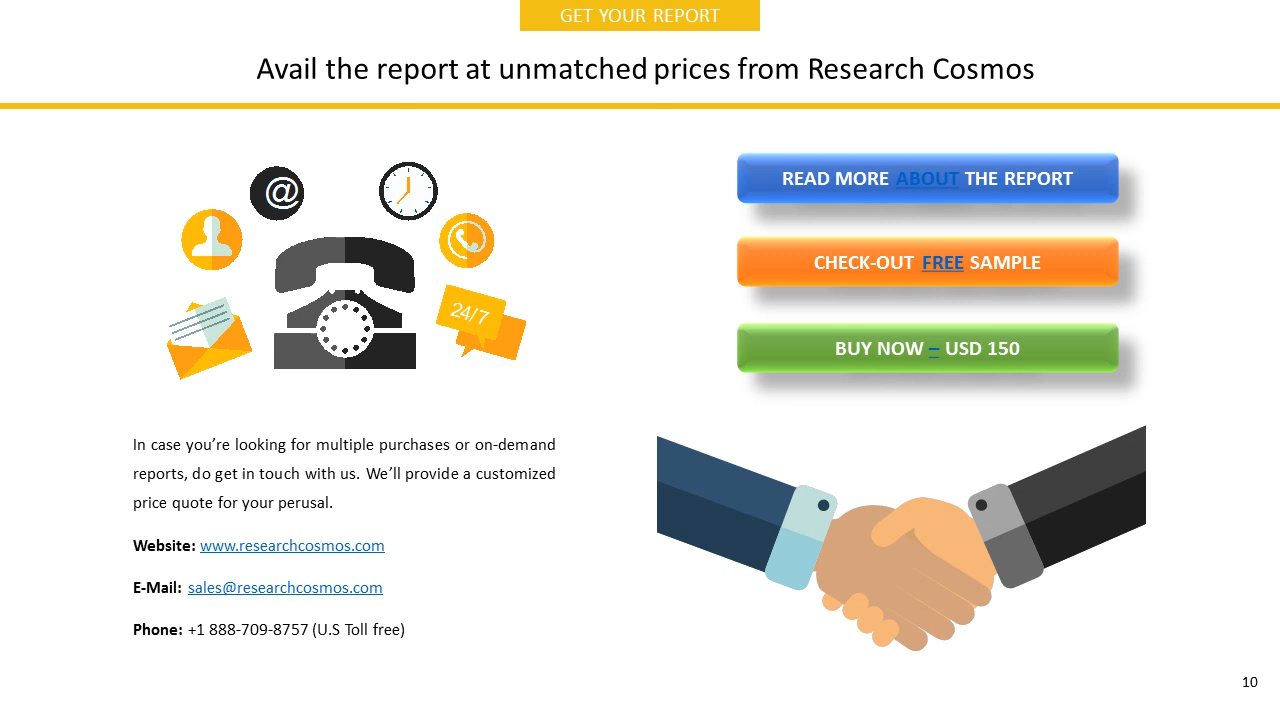 GET YOUR REPORT
Avail the report at unmatched prices from Research Cosmos
@
24/7
READ MORE ABOUT THE REPORT
CHECK-OUT FREE SAMPLE
BUY NOW – USD 150
In case you’re looking for multiple purchases or on-demand
reports, do get in touch with us. We’ll provide a customized
price quote for your perusal.
Website: www.researchcosmos.com
E-Mail: sales@researchcosmos.com
Phone: +1 888-709-8757 (U.S Toll free)
10